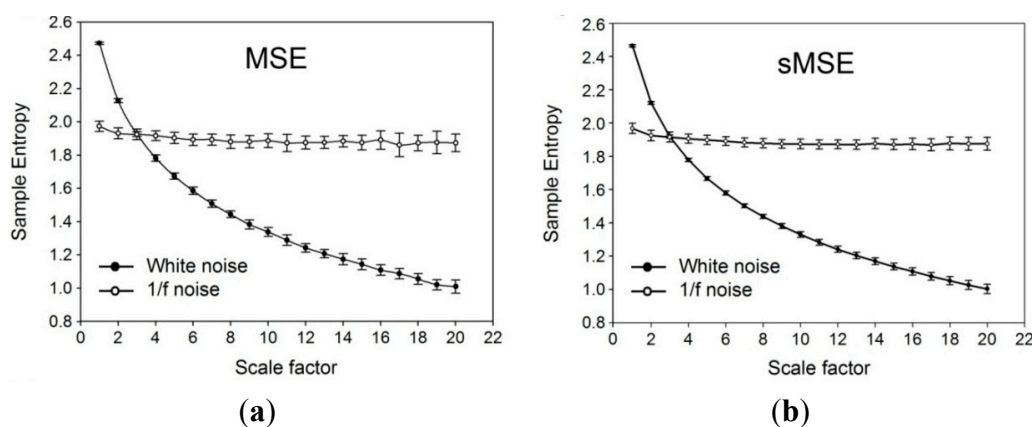 MSE
Sample Entropy
2.6
2.4
2.2
2.0
1.8
1.6
1.4
1.2
1.0
0.8
White noise
1/f noise
0 2 4 6 8 10 12 14 16 18 20 22
Scale factor
(a)
sMSE
Sample Entropy
2.6
2.4
2.2
2.0
1.8
1.6
1.4
1.2
1.0
0.8
White noise
1/f noise
0 2 4 6 8 10 12 14 16 18 20 22
Scale factor
(b)